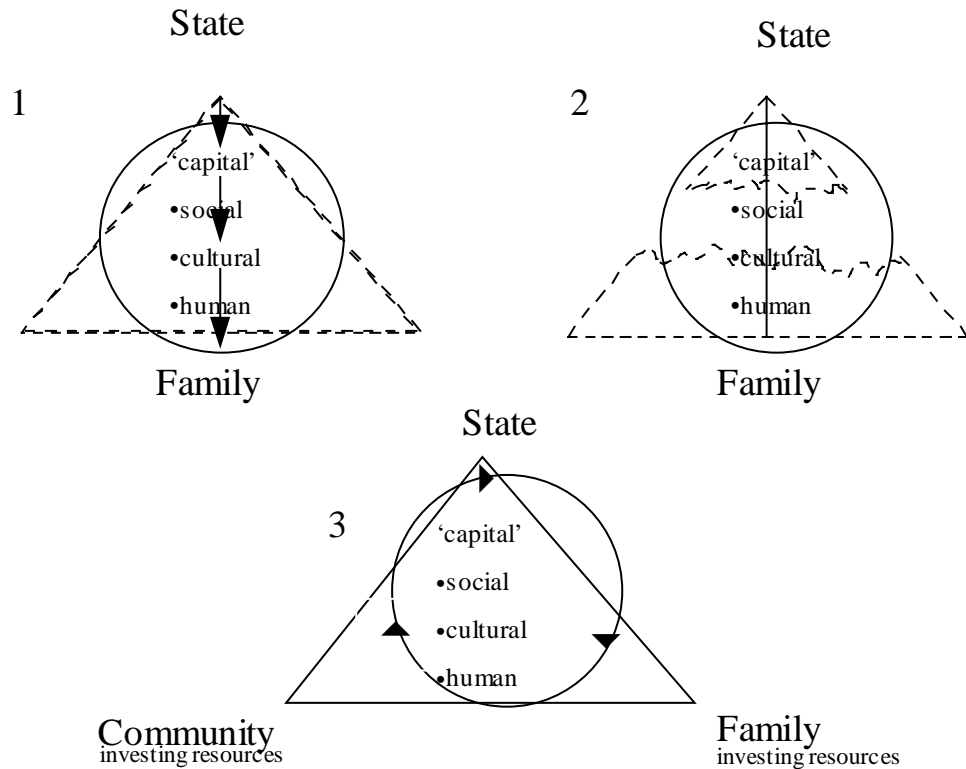 State
1
‘capital’
•social
•cultural
•human
Family
State
2
‘capital’
•social
•cultural
•human
Family
State
3
‘capital’
•social
•cultural
•human
Community
investing resources
Family
investing resources